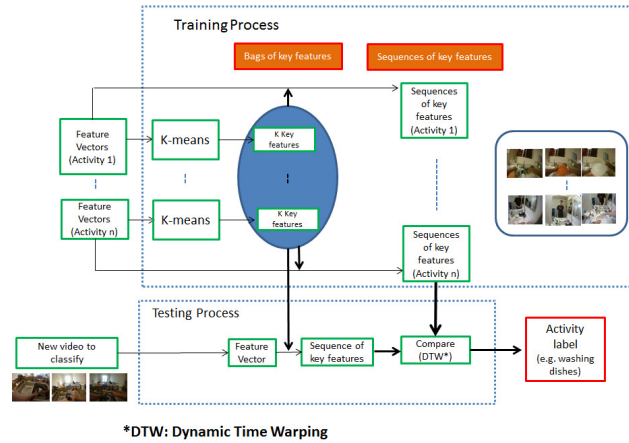 Training Process
Bags of key features
Sequences of key features
Feature
Vectors
(Activity 1)
K-means
K Key
features
Sequences
of key
features
(Activity 1)
Feature
Vectors
(Activity n)
K-means
K Key
features
Sequences
of key
features
(Activity n)
Testing Process
New video to
classify
Feature
Vector
Sequence of
key features
Compare
(DTW*)
Activity
label
(e.g. washing
dishes)
*DTW: Dynamic Time Warping